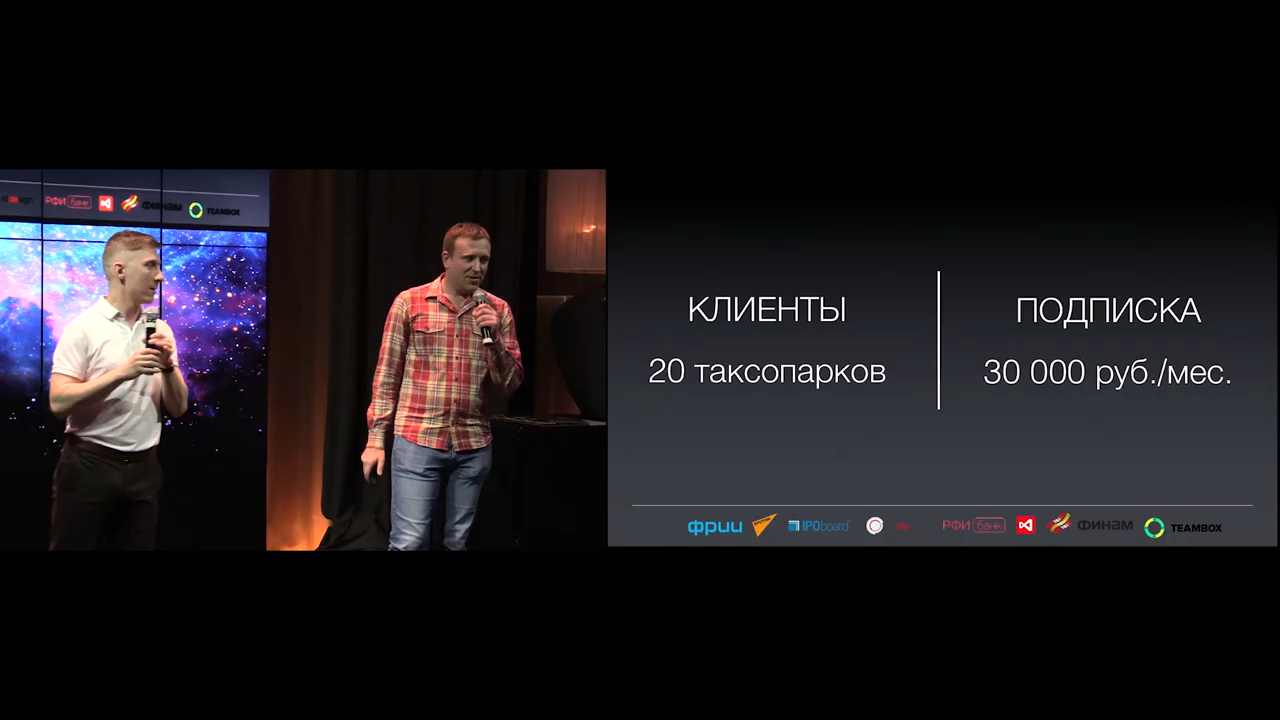 РФИ банк
ФИНАМ
TEAMBOX
КЛИЕНТЫ
ПОДПИСКА
20 таксопарков
30 000 руб./мес.
фрии
IPOboard
РФИ банк
ФИНАМ
TEAMBOX